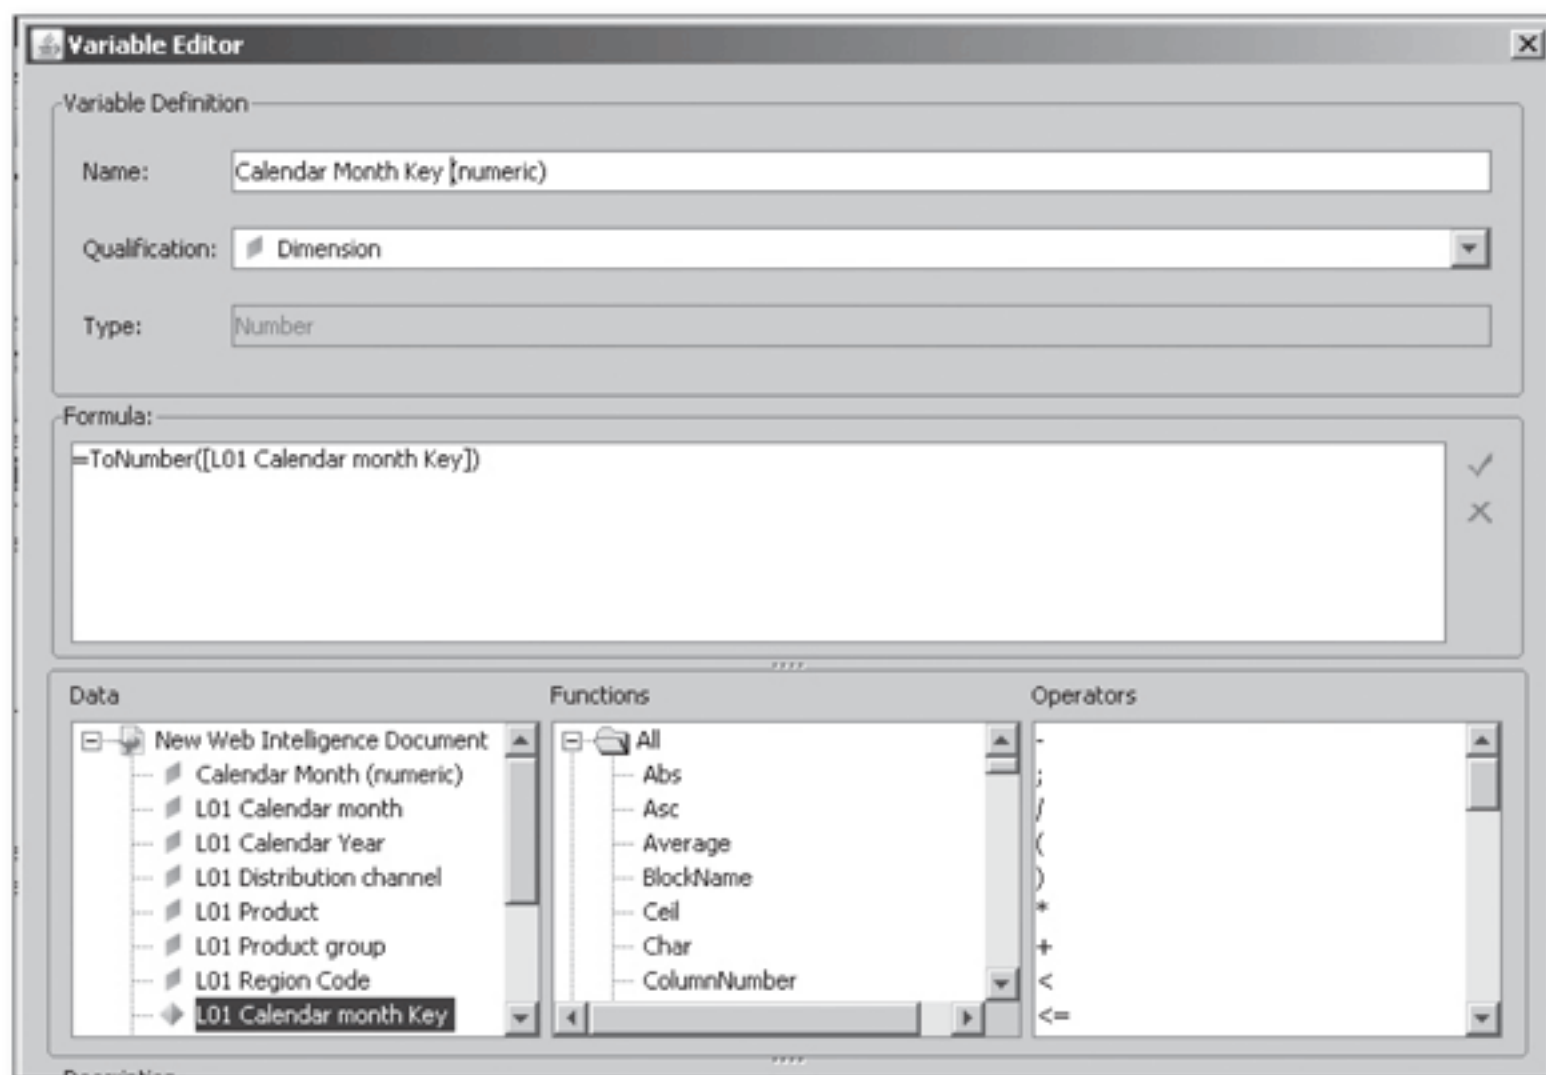 Variable Editor
Variable Definition
Name: Calendar Month Key (numeric)
Qualification: Dimension
Type: Number
Formula:
=ToNumber([L01 Calendar month Key])
Data
New Web Intelligence Document
Calendar Month (numeric)
L01 Calendar month
L01 Calendar Year
L01 Distribution channel
L01 Product
L01 Product group
L01 Region Code
L01 Calendar month Key
Functions
All
Abs
Asc
Average
BlockName
Ceil
Char
ColumnNumber
Operators
-
;
/
(
)
*
+
<
<=